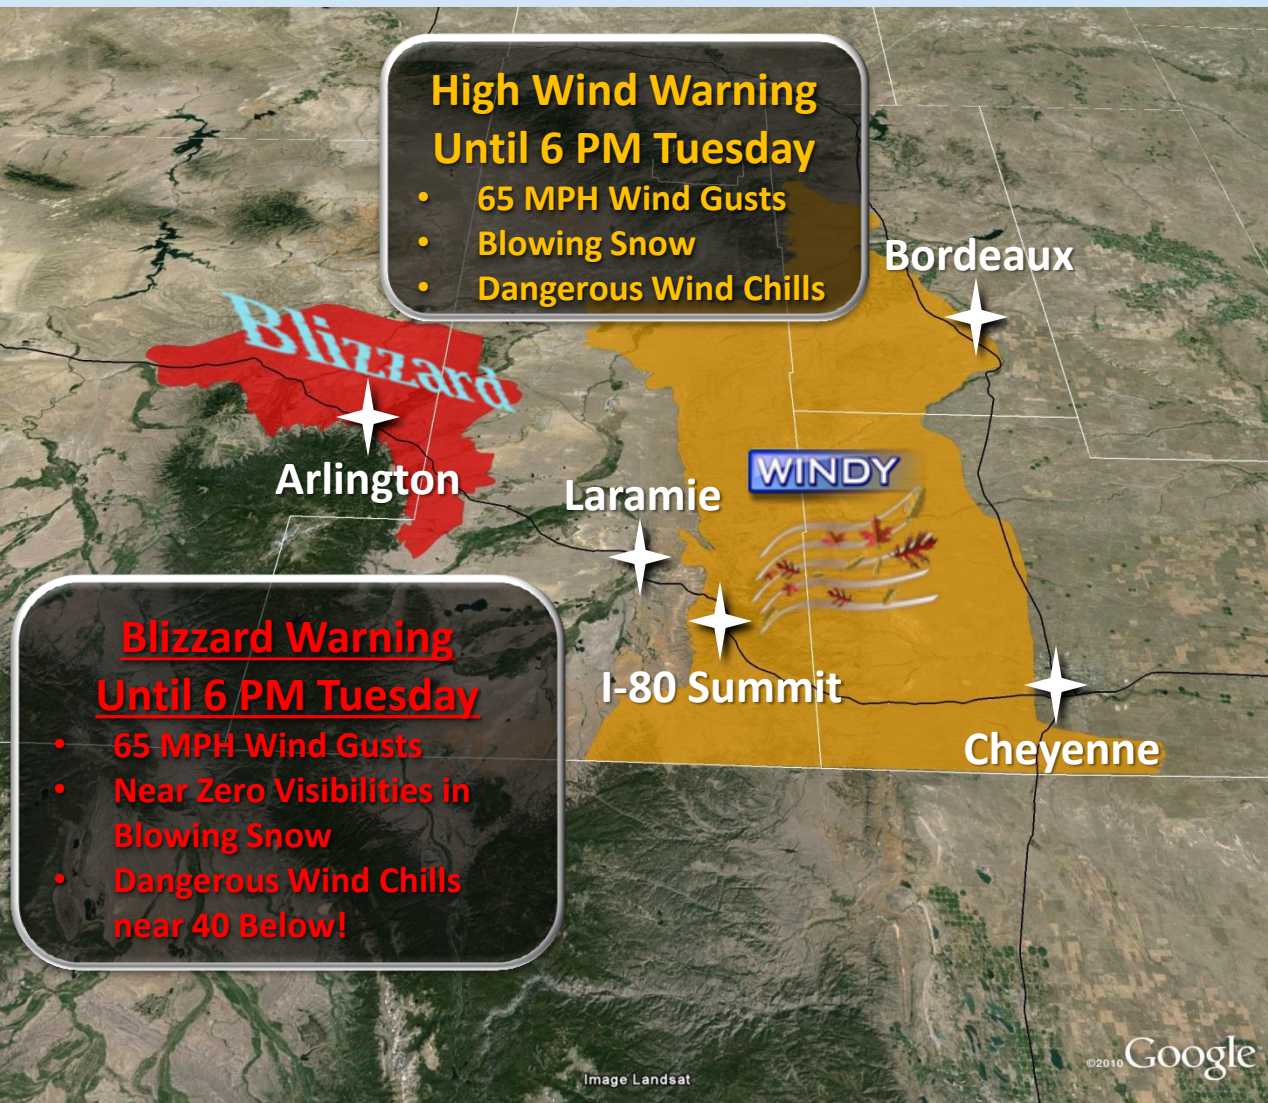 High Wind Warning
Until 6 PM Tuesday
• 65 MPH Wind Gusts
• Blowing Snow
• Dangerous Wind Chills
Bordeaux
Blizzard
Arlington
WINDY
Laramie
I-80 Summit
Cheyenne
Blizzard Warning
Until 6 PM Tuesday
• 65 MPH Wind Gusts
• Near Zero Visibilities in
Blowing Snow
• Dangerous Wind Chills
near 40 Below!
©2010 Google
Image Landsat